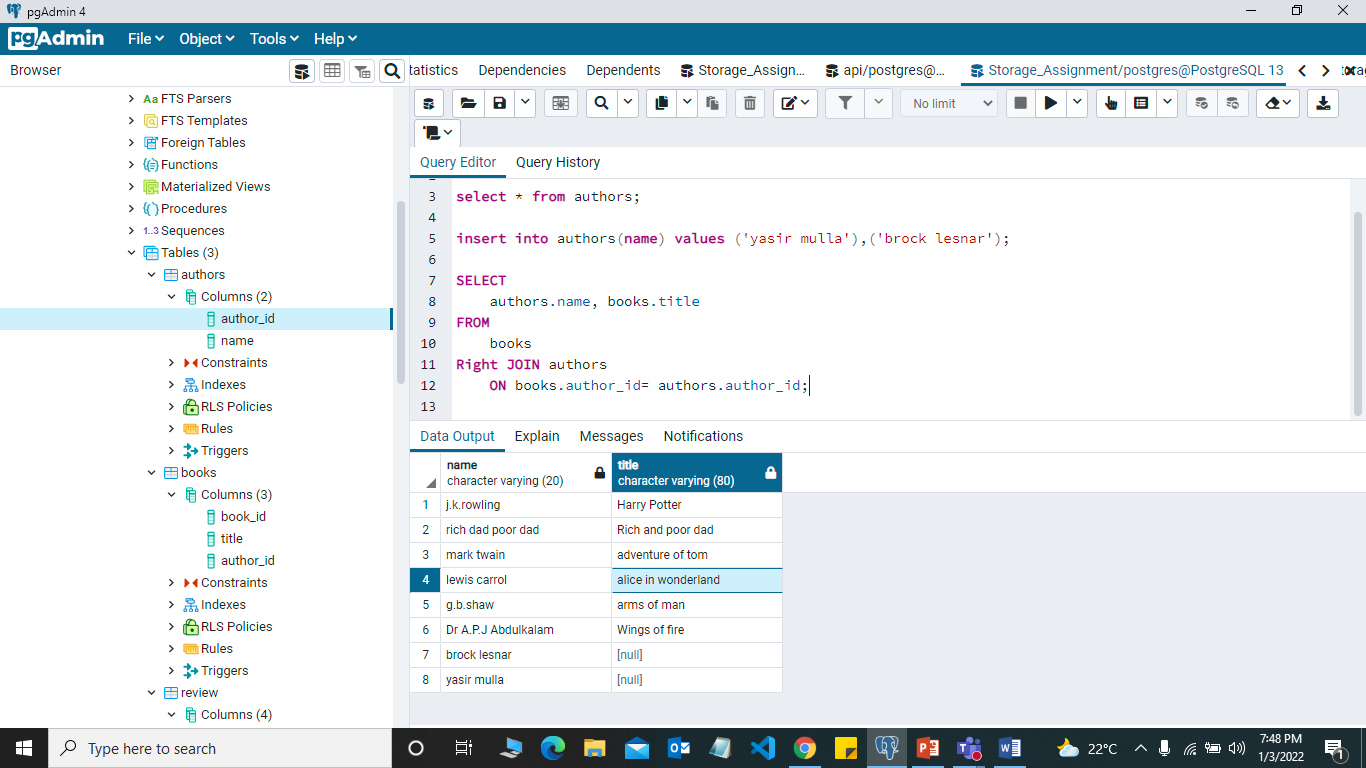 pgAdmin 4
pgAdmin File Object Tools Help
Browser
tatistics Dependencies Dependents Storage_Assign... api/postgres@... Storage_Assignment/postgres@PostgreSQL 13
No limit
Query Editor Query History
Aa FTS Parsers
FTS Templates
Foreign Tables
Functions
Materialized Views
Procedures
1..3 Sequences
Tables (3)
authors
Columns (2)
author_id
name
Constraints
Indexes
RLS Policies
Rules
Triggers
books
Columns (3)
book_id
title
author_id
Constraints
Indexes
RLS Policies
Rules
Triggers
review
Columns (4)
3 select * from authors;
4
5 insert into authors(name) values ('yasir mulla'),('brock lesnar');
6
7 SELECT
8 authors.name, books.title
9 FROM
10 books
11 Right JOIN authors
12 ON books.author_id= authors.author_id;
13
Data Output Explain Messages Notifications
name title
character varying (20) character varying (80)
1 j.k.rowling Harry Potter
2 rich dad poor dad Rich and poor dad
3 mark twain adventure of tom
4 lewis carrol alice in wonderland
5 g.b.shaw arms of man
6 Dr A.P.J Abdulkalam Wings of fire
7 brock lesnar [null]
8 yasir mulla [null]
Type here to search
22°C
7:48 PM
1/3/2022
1